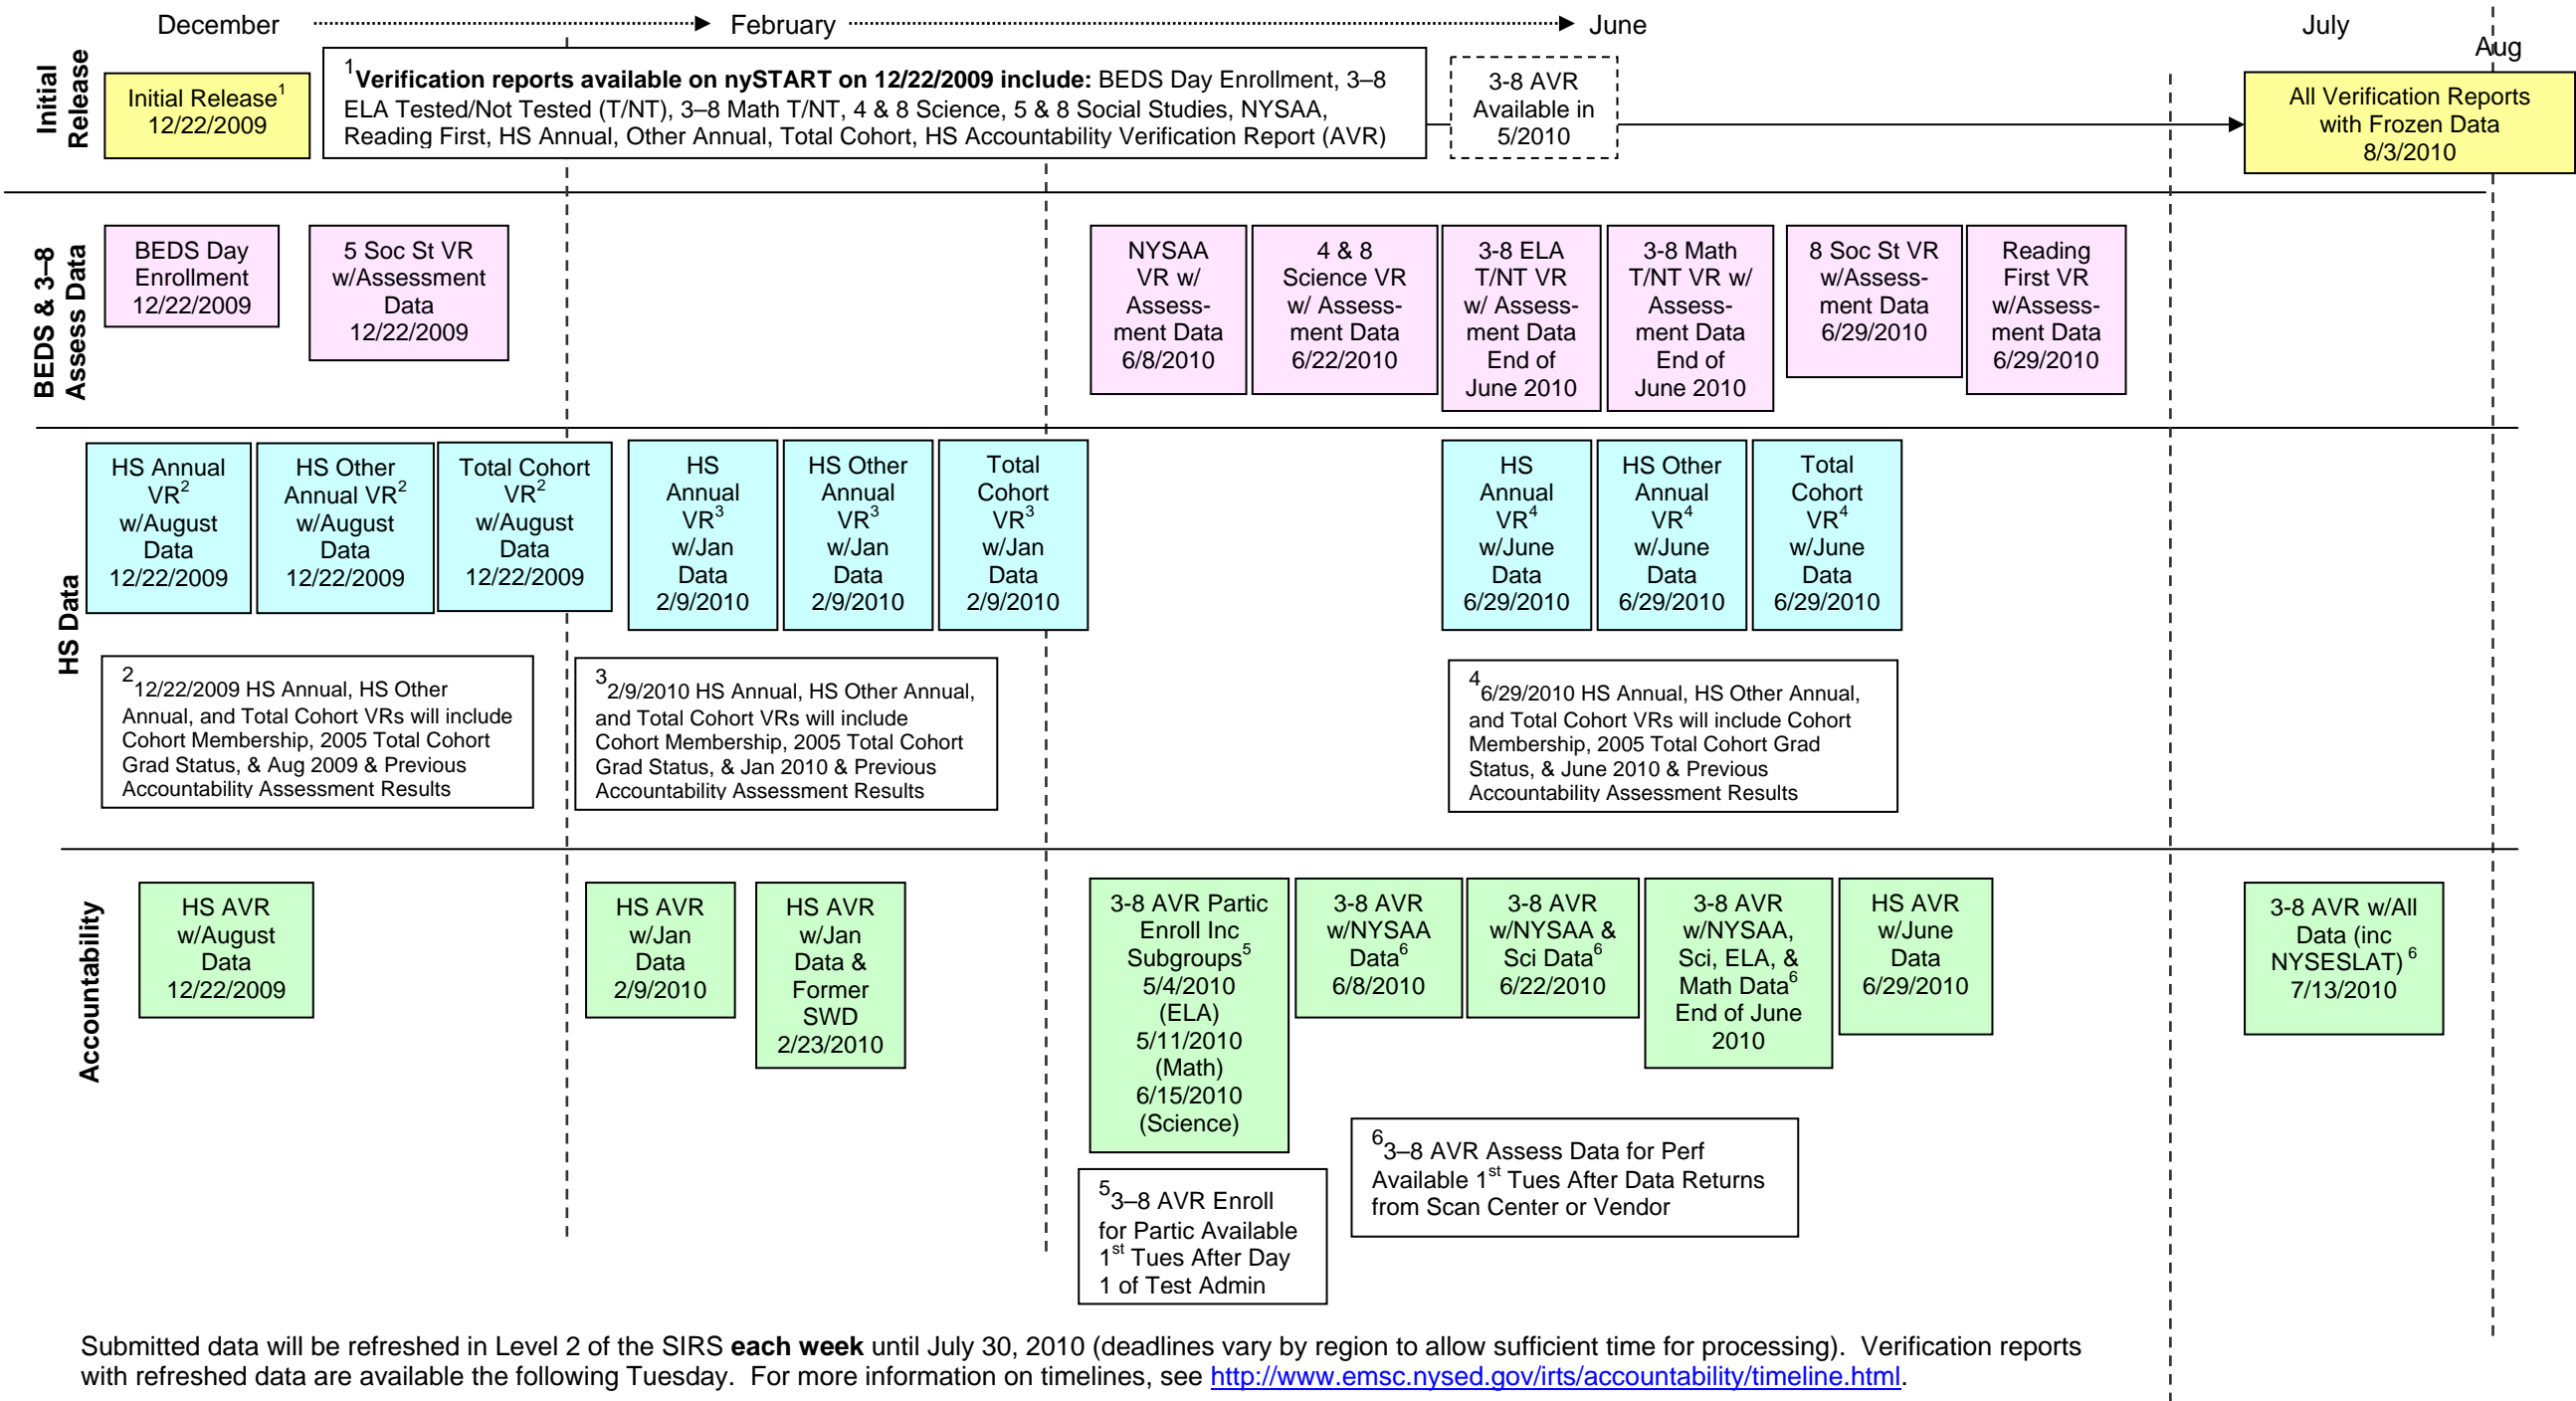 December
February
June
July
Aug
Initial
Release
Initial Release1
12/22/2009
1Verification reports available on nySTART on 12/22/2009 include: BEDS Day Enrollment, 3–8
ELA Tested/Not Tested (T/NT), 3–8 Math T/NT, 4 & 8 Science, 5 & 8 Social Studies, NYSAA,
Reading First, HS Annual, Other Annual, Total Cohort, HS Accountability Verification Report (AVR)
3-8 AVR
Available in
5/2010
All Verification Reports
with Frozen Data
8/3/2010
BEDS & 3–8
Assess Data
BEDS Day
Enrollment
12/22/2009
5 Soc St VR
w/Assessment
Data
12/22/2009
NYSAA
VR w/
Assess-
ment Data
6/8/2010
4 & 8
Science VR
w/ Assess-
ment Data
6/22/2010
3-8 ELA
T/NT VR
w/ Assess-
ment Data
End of
June 2010
3-8 Math
T/NT VR w/
Assess-
ment Data
End of
June 2010
8 Soc St VR
w/Assess-
ment Data
6/29/2010
Reading
First VR
w/Assess-
ment Data
6/29/2010
HS Data
HS Annual
VR2
w/August
Data
12/22/2009
HS Other
Annual VR2
w/August
Data
12/22/2009
Total Cohort
VR2
w/August
Data
12/22/2009
HS
Annual
VR3
w/Jan
Data
2/9/2010
HS Other
Annual
VR3
w/Jan
Data
2/9/2010
Total
Cohort
VR3
w/Jan
Data
2/9/2010
HS
Annual
VR4
w/June
Data
6/29/2010
HS Other
Annual
VR4
w/June
Data
6/29/2010
Total
Cohort
VR4
w/June
Data
6/29/2010
212/22/2009 HS Annual, HS Other
Annual, and Total Cohort VRs will include
Cohort Membership, 2005 Total Cohort
Grad Status, & Aug 2009 & Previous
Accountability Assessment Results
32/9/2010 HS Annual, HS Other Annual,
and Total Cohort VRs will include
Cohort Membership, 2005 Total Cohort
Grad Status, & Jan 2010 & Previous
Accountability Assessment Results
46/29/2010 HS Annual, HS Other Annual,
and Total Cohort VRs will include Cohort
Membership, 2005 Total Cohort Grad
Status, & June 2010 & Previous
Accountability Assessment Results
Accountability
HS AVR
w/August
Data
12/22/2009
HS AVR
w/Jan
Data
2/9/2010
HS AVR
w/Jan
Data &
Former
SWD
2/23/2010
3-8 AVR Partic
Enroll Inc
Subgroups5
5/4/2010
(ELA)
5/11/2010
(Math)
6/15/2010
(Science)
3-8 AVR
w/NYSAA
Data6
6/8/2010
3-8 AVR
w/NYSAA &
Sci Data6
6/22/2010
3-8 AVR
w/NYSAA,
Sci, ELA, &
Math Data6
End of June
2010
HS AVR
w/June
Data
6/29/2010
3-8 AVR w/All
Data (inc
NYSESLAT) 6
7/13/2010
53–8 AVR Enroll
for Partic Available
1st Tues After Day
1 of Test Admin
63–8 AVR Assess Data for Perf
Available 1st Tues After Data Returns
from Scan Center or Vendor
Submitted data will be refreshed in Level 2 of the SIRS each week until July 30, 2010 (deadlines vary by region to allow sufficient time for processing).  Verification reports
with refreshed data are available the following Tuesday.  For more information on timelines, see http://www.emsc.nysed.gov/irts/accountability/timeline.html.